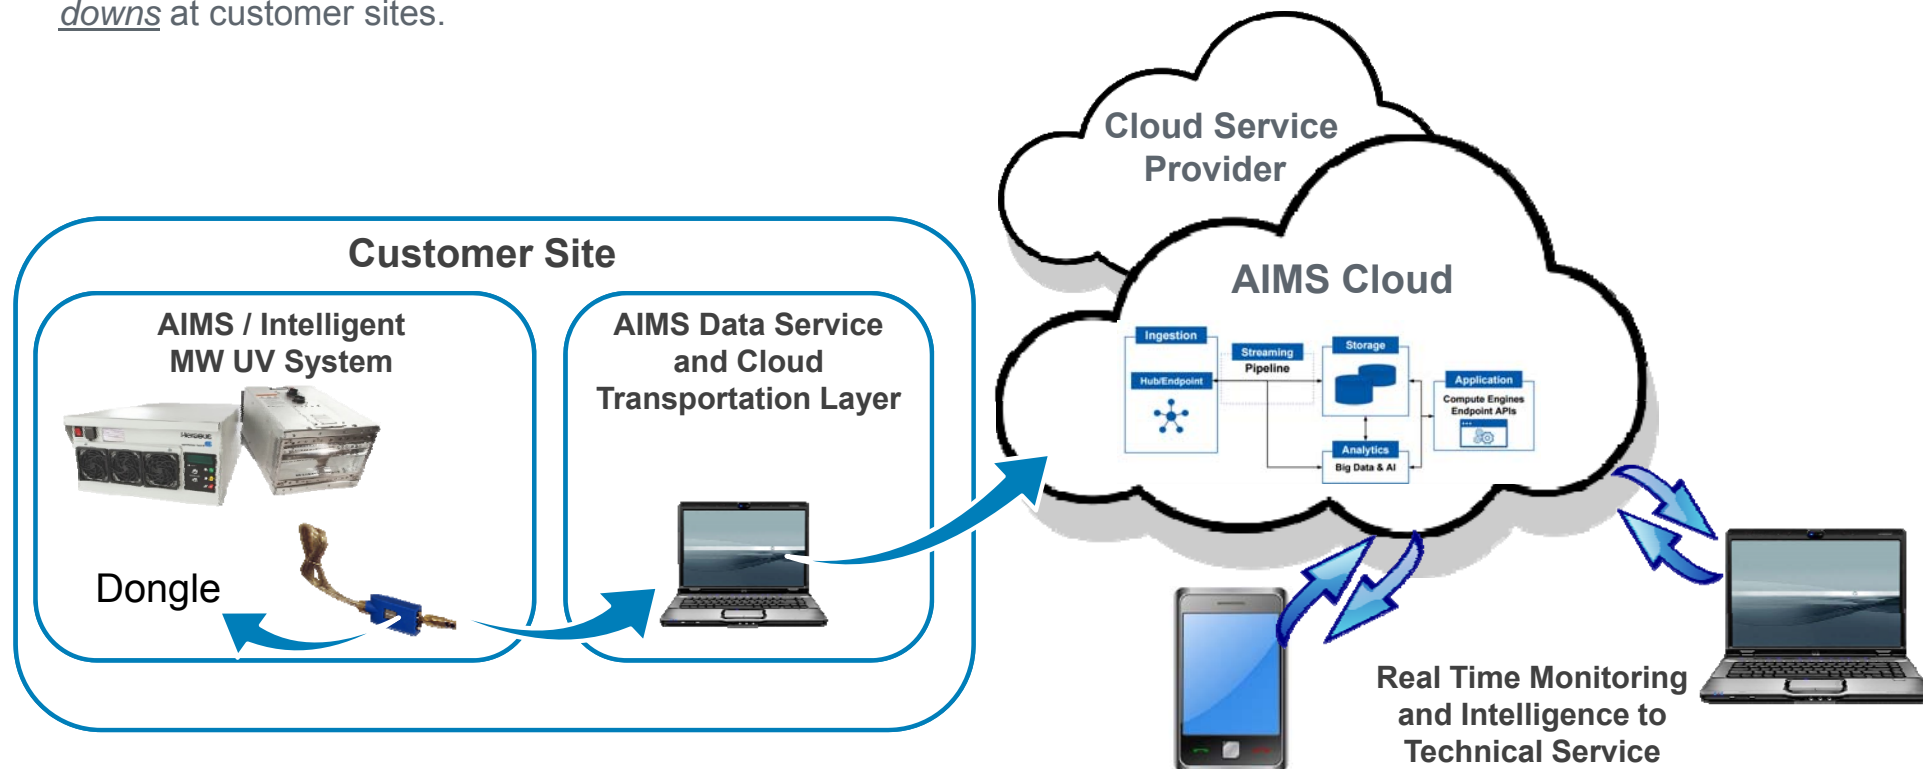 downs at customer sites.
Cloud Service
Provider
Customer Site
AIMS Cloud
AIMS / Intelligent
MW UV System
AIMS Data Service
and Cloud
Transportation Layer
Ingestion
Hub/Endpoint
Streaming
Pipeline
Storage
Application
Compute Engines
Endpoint APIs
Analytics
Big Data & AI
Heraeus
Dongle
Real Time Monitoring
and Intelligence to
Technical Service